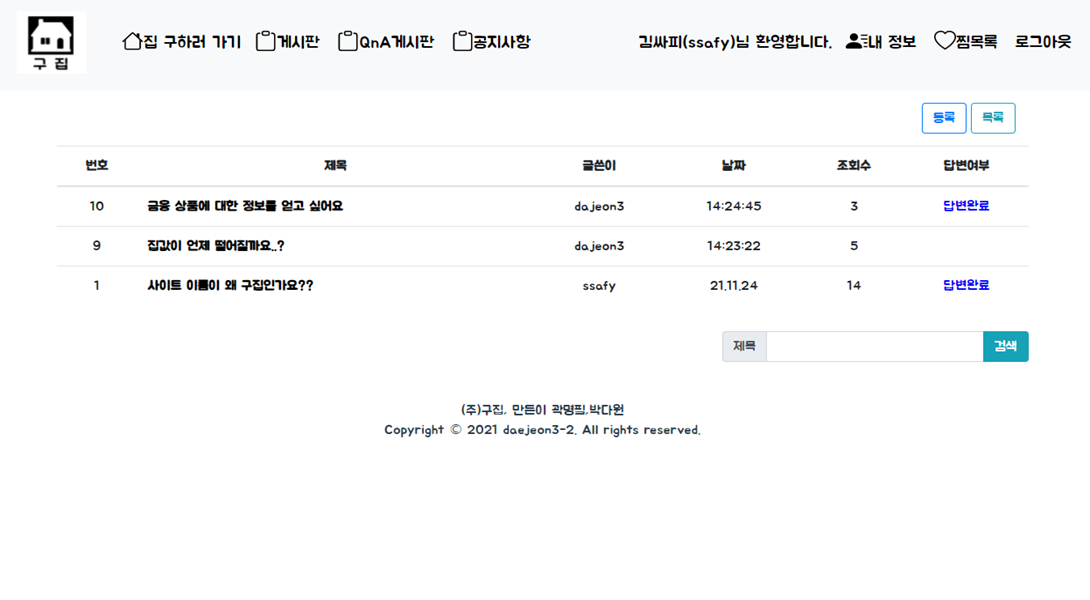 구 집
집 구하러 가기 게시판 QnA게시판 공지사항 김싸피(ssafy)님 환영합니다. 내 정보 찜목록 로그아웃
등록 목록
번호 제목 글쓴이 날짜 조회수 답변여부
10 금융 상품에 대한 정보를 얻고 싶어요 dajeon3 14:24:45 3 답변완료
9 집값이 언제 떨어질까요..? dajeon3 14:23:22 5
1 사이트 이름이 왜 구집인가요?? ssafy 21.11.24 14 답변완료
제목 검색
(주)구집, 만든이 곽명필,박다원
Copyright © 2021 daejeon3-2. All rights reserved.